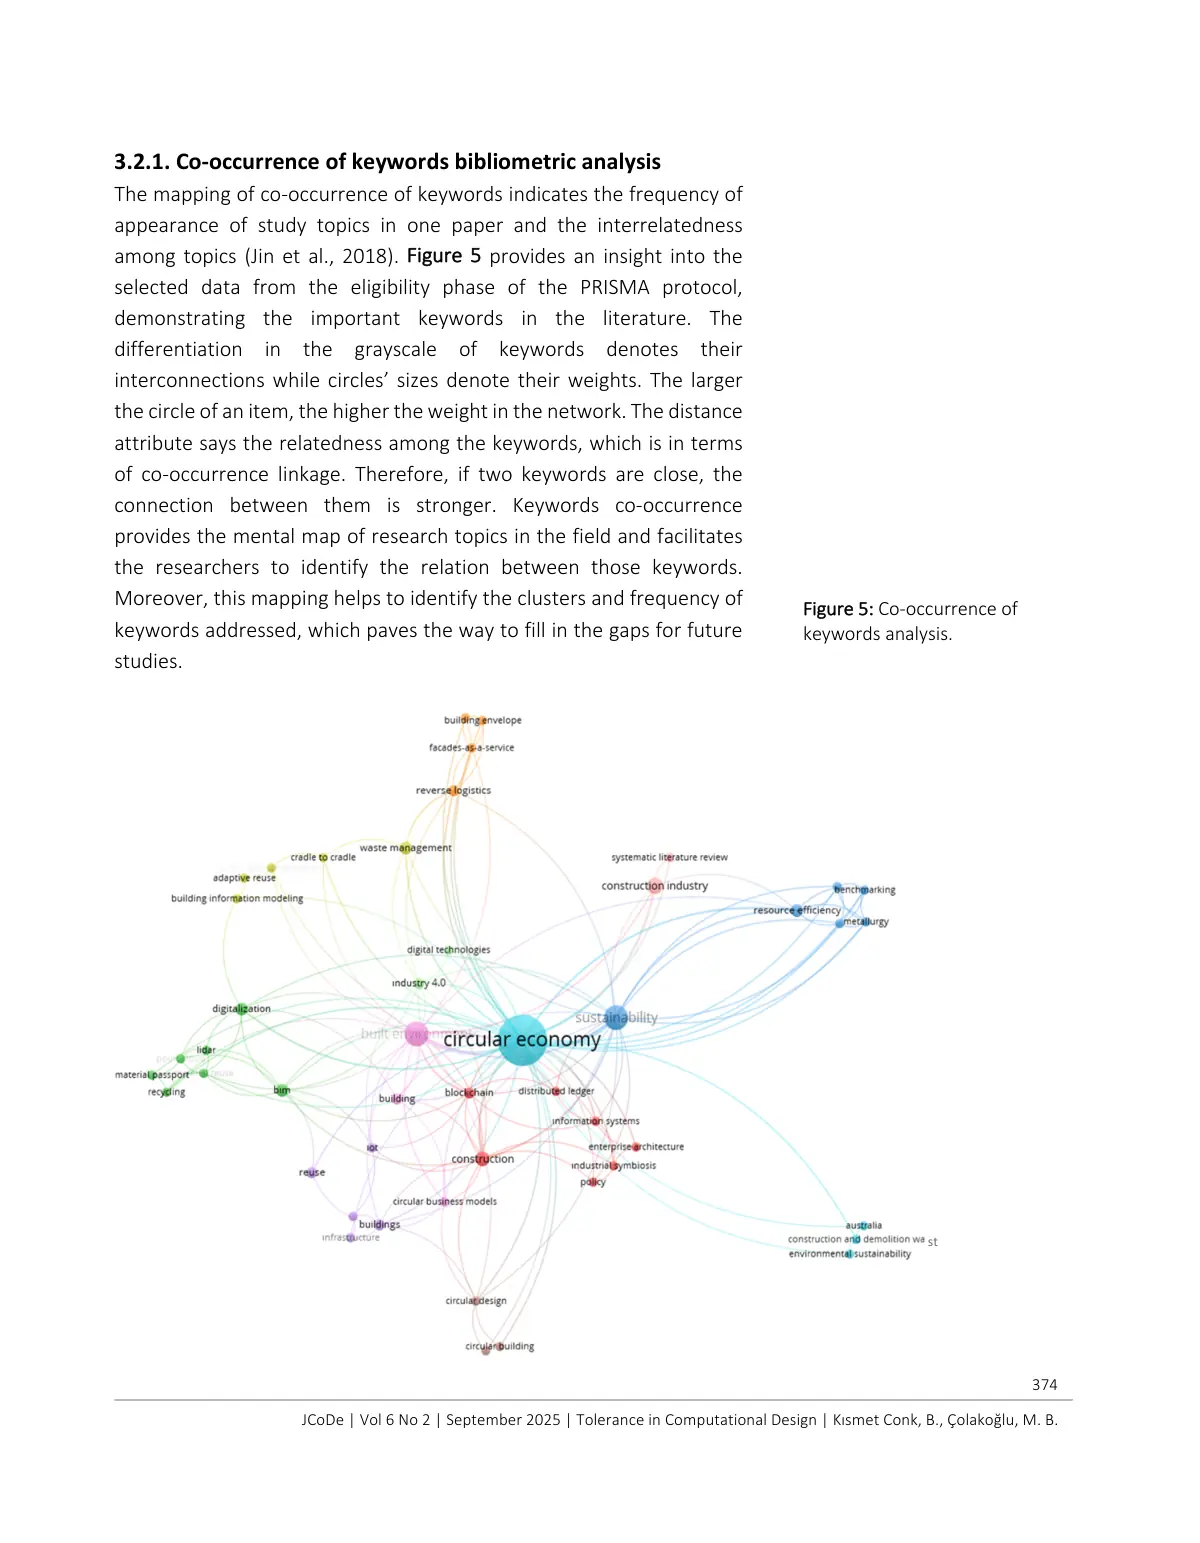 3.2.1. Co-occurrence of keywords bibliometric analysis
The mapping of co-occurrence of keywords indicates the frequency of
appearance of study topics in one paper and the interrelatedness
among topics (Jin et al., 2018). Figure 5 provides an insight into the
selected data from the eligibility phase of the PRISMA protocol,
demonstrating the important keywords in the literature. The
differentiation in the grayscale of keywords denotes their
interconnections while circles’ sizes denote their weights. The larger
the circle of an item, the higher the weight in the network. The distance
attribute says the relatedness among the keywords, which is in terms
of co-occurrence linkage. Therefore, if two keywords are close, the
connection between them is stronger. Keywords co-occurrence
provides the mental map of research topics in the field and facilitates
the researchers to identify the relation between those keywords.
Moreover, this mapping helps to identify the clusters and frequency of
keywords addressed, which paves the way to fill in the gaps for future
studies.
Figure 5: Co-occurrence of
keywords analysis.
building envelope
facades-as-a-service
reverse logistics
waste management
cradle to cradle
systematic literature review
adaptive reuse
construction industry
benchmarking
building information modeling
resource efficiency
metallurgy
digital technologies
industry 4.0
digitalization
sustainability
built environment
circular economy
lidar
material passport
reuse
recycling
bim
building
blockchain
distributed ledger
information systems
iot
enterprise architecture
construction
industrial symbiosis
reuse
policy
circular business models
buildings
infrastructure
australia
construction and demolition wa st
environmental sustainability
circular design
circular building
374
JCoDe | Vol 6 No 2 | September 2025 | Tolerance in Computational Design | Kısmet Conk, B., Çolakoğlu, M. B.